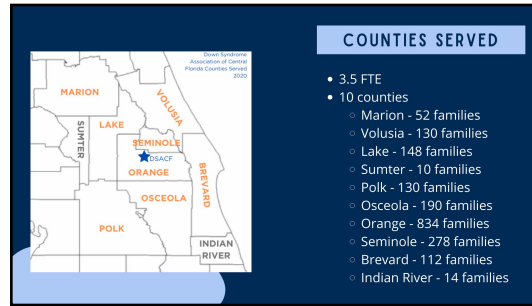 Down Syndrome
Association of Central
Florida Counties Served
2020
MARION
VOLUSIA
LAKE
SUMTER
SEMINOLE
DSACF
ORANGE
BREVARD
OSCEOLA
POLK
INDIAN
RIVER
COUNTIES SERVED
• 3.5 FTE
• 10 counties
○ Marion - 52 families
○ Volusia - 130 families
○ Lake - 148 families
○ Sumter - 10 families
○ Polk - 130 families
○ Osceola - 190 families
○ Orange - 834 families
○ Seminole - 278 families
○ Brevard - 112 families
○ Indian River - 14 families